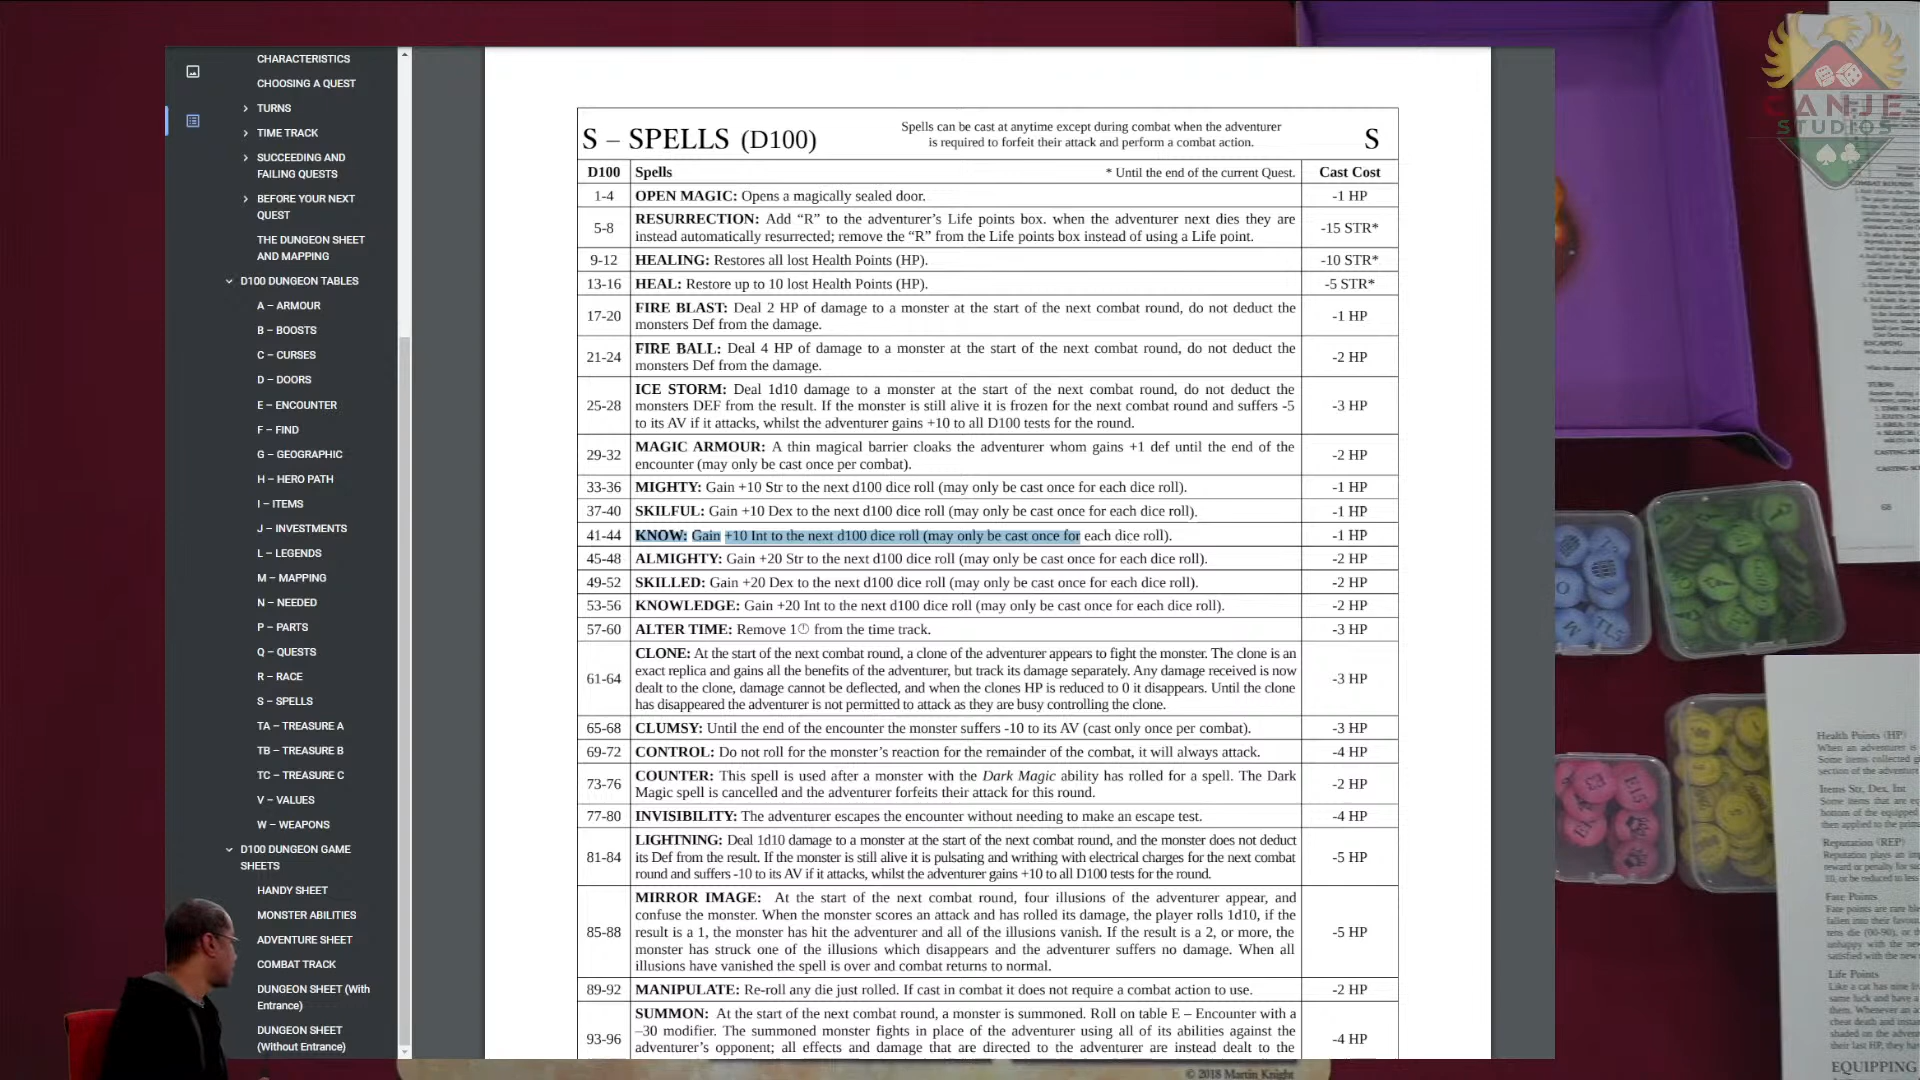 CHARACTERISTICS
CHOOSING A QUEST
TURNS
TIME TRACK
SUCCEEDING AND
FAILING QUESTS
BEFORE YOUR NEXT
QUEST
THE DUNGEON SHEET
AND MAPPING
D100 DUNGEON TABLES
A – ARMOUR
B – BOOSTS
C – CURSES
D – DOORS
E – ENCOUNTER
F – FIND
G – GEOGRAPHIC
H – HERO PATH
I – ITEMS
J – INVESTMENTS
L – LEGENDS
M – MAPPING
N – NEEDED
P – PARTS
Q – QUESTS
R – RACE
S – SPELLS
TA – TREASURE A
TB – TREASURE B
TC – TREASURE C
V – VALUES
W – WEAPONS
D100 DUNGEON GAME
SHEETS
HANDY SHEET
MONSTER ABILITIES
ADVENTURE SHEET
COMBAT TRACK
DUNGEON SHEET (With
Entrance)
DUNGEON SHEET
(Without Entrance)
S – SPELLS (D100)
Spells can be cast at anytime except during combat when the adventurer
is required to forfeit their attack and perform a combat action.
S
D100 Spells * Until the end of the current Quest. Cast Cost
1-4 OPEN MAGIC: Opens a magically sealed door. -1 HP
5-8 RESURRECTION: Add “R” to the adventurer’s Life points box. when the adventurer next dies they are
instead automatically resurrected; remove the “R” from the Life points box instead of using a Life point. -15 STR*
9-12 HEALING: Restores all lost Health Points (HP). -10 STR*
13-16 HEAL: Restore up to 10 lost Health Points (HP). -5 STR*
17-20 FIRE BLAST: Deal 2 HP of damage to a monster at the start of the next combat round, do not deduct the
monsters Def from the damage. -1 HP
21-24 FIRE BALL: Deal 4 HP of damage to a monster at the start of the next combat round, do not deduct the
monsters Def from the damage. -2 HP
25-28 ICE STORM: Deal 1d10 damage to a monster at the start of the next combat round, do not deduct the
monsters DEF from the result. If the monster is still alive it is frozen for the next combat round and suffers -5
to its AV if it attacks, whilst the adventurer gains +10 to all D100 tests for the round. -3 HP
29-32 MAGIC ARMOUR: A thin magical barrier cloaks the adventurer whom gains +1 def until the end of the
encounter (may only be cast once per combat). -2 HP
33-36 MIGHTY: Gain +10 Str to the next d100 dice roll (may only be cast once for each dice roll). -1 HP
37-40 SKILFUL: Gain +10 Dex to the next d100 dice roll (may only be cast once for each dice roll). -1 HP
41-44 KNOW: Gain +10 Int to the next d100 dice roll (may only be cast once for each dice roll). -1 HP
45-48 ALMIGHTY: Gain +20 Str to the next d100 dice roll (may only be cast once for each dice roll). -2 HP
49-52 SKILLED: Gain +20 Dex to the next d100 dice roll (may only be cast once for each dice roll). -2 HP
53-56 KNOWLEDGE: Gain +20 Int to the next d100 dice roll (may only be cast once for each dice roll). -2 HP
57-60 ALTER TIME: Remove 1 from the time track. -3 HP
61-64 CLONE: At the start of the next combat round, a clone of the adventurer appears to fight the monster. The clone is an
exact replica and gains all the benefits of the adventurer, but track its damage separately. Any damage received is now
dealt to the clone, damage cannot be deflected, and when the clones HP is reduced to 0 it disappears. Until the clone
has disappeared the adventurer is not permitted to attack as they are busy controlling the clone. -3 HP
65-68 CLUMSY: Until the end of the encounter the monster suffers -10 to its AV (cast only once per combat). -3 HP
69-72 CONTROL: Do not roll for the monster’s reaction for the remainder of the combat, it will always attack. -4 HP
73-76 COUNTER: This spell is used after a monster with the Dark Magic ability has rolled for a spell. The Dark
Magic spell is cancelled and the adventurer forfeits their attack for this round. -2 HP
77-80 INVISIBILITY: The adventurer escapes the encounter without needing to make an escape test. -4 HP
81-84 LIGHTNING: Deal 1d10 damage to a monster at the start of the next combat round, and the monster does not deduct
its Def from the result. If the monster is still alive it is pulsating and writhing with electrical charges for the next combat
round and suffers -10 to its AV if it attacks, whilst the adventurer gains +10 to all D100 tests for the round. -5 HP
85-88 MIRROR IMAGE: At the start of the next combat round, four illusions of the adventurer appear, and
confuse the monster. When the monster scores an attack and has rolled its damage, the player rolls 1d10, if the
result is a 1, the monster has hit the adventurer and all of the illusions vanish. If the result is a 2, or more, the
monster has struck one of the illusions which disappears and the adventurer suffers no damage. When all
illusions have vanished the spell is over and combat returns to normal. -5 HP
89-92 MANIPULATE: Re-roll any die just rolled. If cast in combat it does not require a combat action to use. -2 HP
93-96 SUMMON: At the start of the next combat round, a monster is summoned. Roll on table E – Encounter with a
–30 modifier. The summoned monster fights in place of the adventurer using all of its abilities against the
adventurer’s opponent; all effects and damage that are directed to the adventurer are instead dealt to the -4 HP
© 2018 Martin Knight
CANJE
STUDIOS
68
Health Points (HP)
When an adventurer is
Some items collected
section of the adventure
Items Str, Dex, Int
Reputation (REP)
Fate Points
Life Points
EQUIPPING